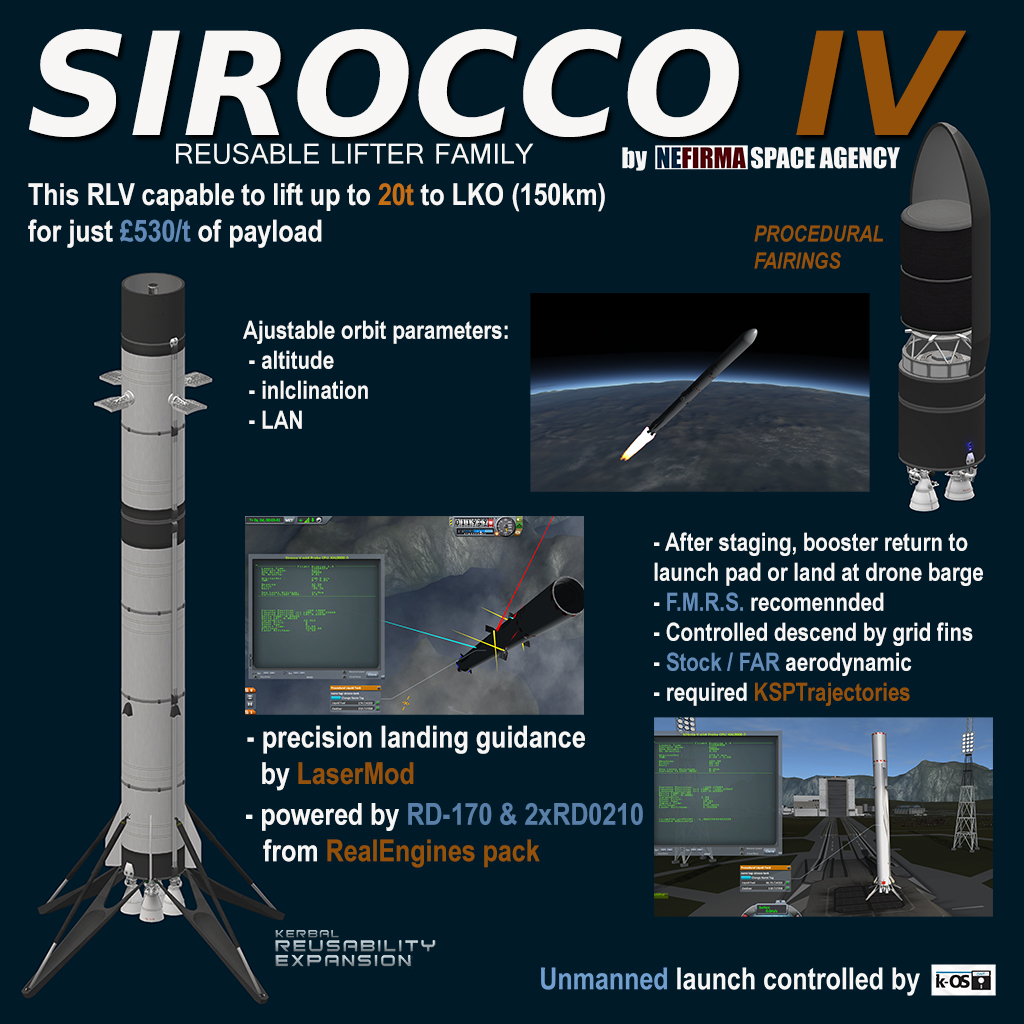 SIROCCO IV
REUSABLE LIFTER FAMILY
by NEFIRMA SPACE AGENCY
This RLV capable to lift up to 20t to LKO (150km)
for just £530/t of payload
PROCEDURAL
FAIRINGS
Ajustable orbit parameters:
- altitude
- inlclination
- LAN
- After staging, booster return to
launch pad or land at drone barge
- F.M.R.S. recomennded
- Controlled descend by grid fins
- Stock / FAR aerodynamic
- required KSPTrajectories
- precision landing guidance
by LaserMod
- powered by RD-170 & 2xRD0210
from RealEngines pack
KERBAL
REUSABILITY
EXPANSION
Unmanned launch controlled by k-OS